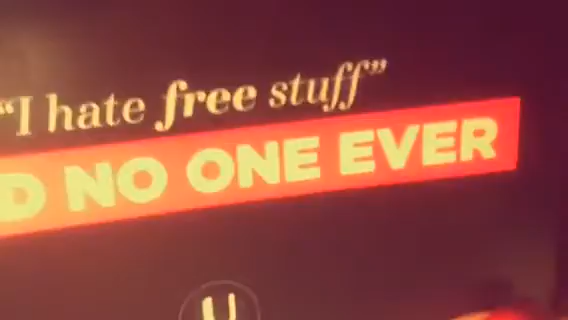 “I hate free stuff”
D NO ONE EVER
U